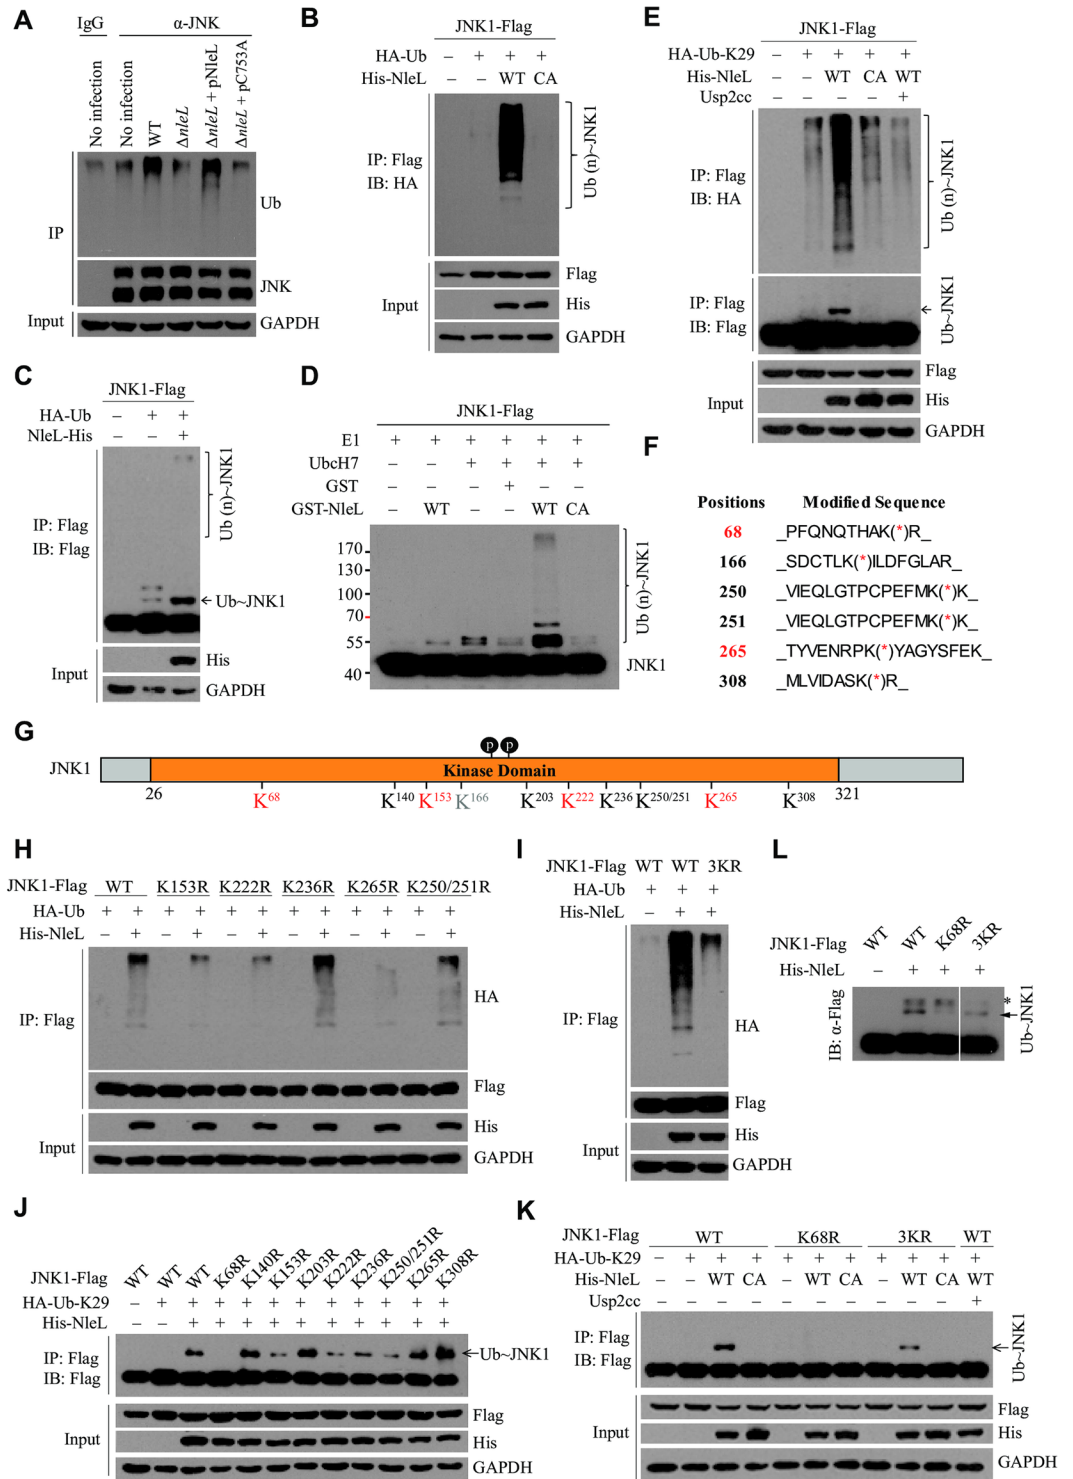 A
IgG α-JNK
No infection
No infection
WT
ΔnleL
ΔnleL + pNleL
ΔnleL + pC753A
IP
Ub
JNK
Input GAPDH
B
JNK1-Flag
HA-Ub – + + +
His-NleL – – WT CA
IP: Flag
IB: HA
Ub (n)~JNK1
Flag
Input His
GAPDH
E
JNK1-Flag
HA-Ub-K29 – + + + +
His-NleL – – WT CA WT
Usp2cc – – – – +
IP: Flag
IB: HA
Ub (n)~JNK1
IP: Flag
IB: Flag
Ub~JNK1
Flag
Input His
GAPDH
C
JNK1-Flag
HA-Ub – + +
NleL-His – – +
Ub (n)~JNK1
IP: Flag
IB: Flag
Ub~JNK1
His
Input
GAPDH
D
JNK1-Flag
E1 + + + + + +
UbcH7 – – + + + +
GST – – – + – –
GST-NleL – WT – – WT CA
170
130
100
70
55
40
Ub (n)~JNK1
JNK1
F
Positions Modified Sequence
68 _PFQNQTHAK(*)R_
166 _SDCTLK(*)ILDFGLAR_
250 _VIEQLGTPCPEFMK(*)K_
251 _VIEQLGTPCPEFMK(*)K_
265 _TYVENRPK(*)YAGYSFEK_
308 _MLVIDASK(*)R_
G
p p
JNK1 Kinase Domain
26 K68 K140 K153 K166 K203 K222 K236 K250/251 K265 K308 321
H
JNK1-Flag WT K153R K222R K236R K265R K250/251R
HA-Ub + + + + + + + + + + + +
His-NleL – + – + – + – + – + – +
IP: Flag
HA
Flag
Input
His
GAPDH
I
JNK1-Flag WT WT 3KR
HA-Ub + + +
His-NleL – + +
IP: Flag
HA
Flag
Input
His
GAPDH
L
JNK1-Flag WT WT K68R 3KR
His-NleL – + + +
IB: α-Flag
*
Ub~JNK1
J
JNK1-Flag WT WT WT K68R K140R K153R K203R K222R K236R K250/251R K265R K308R
HA-Ub-K29 – + + + + + + + + + + +
His-NleL – – + + + + + + + + + +
IP: Flag
IB: Flag
Ub~JNK1
Flag
Input His
GAPDH
K
JNK1-Flag WT K68R 3KR WT
HA-Ub-K29 – + + + + + + + + + +
His-NleL – – WT CA – WT CA – WT CA WT
Usp2cc – – – – – – – – – – +
IP: Flag
IB: Flag
Ub~JNK1
Flag
Input His
GAPDH